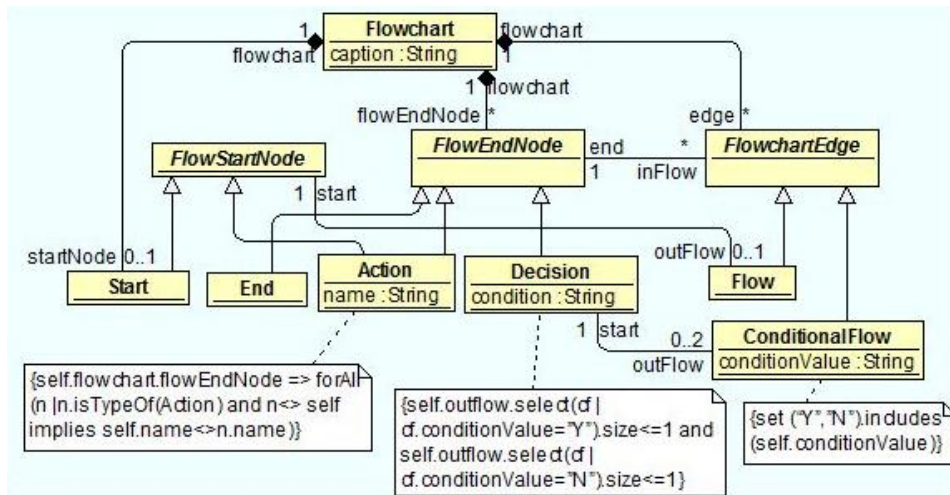 Flowchart
caption :String
1
flowchart
flowchart
1
1 flowchart
flowEndNode *
edge *
FlowStartNode
FlowEndNode
end
1
*
inFlow
FlowchartEdge
1 start
startNode 0..1
outFlow 0..1
Start
End
Action
name :String
Decision
condition :String
Flow
1 start
0..2
outFlow
ConditionalFlow
conditionValue :String
{self.flowchart.flowEndNode => forAll
(n |n.isTypeOf(Action) and n<> self
implies self.name<>n.name)}
{self.outflow.select(cf |
cf.conditionValue="Y").size<=1 and
self.outflow.select(cf |
cf.conditionValue="N").size<=1}
{set ("Y","N").includes
(self.conditionValue)}